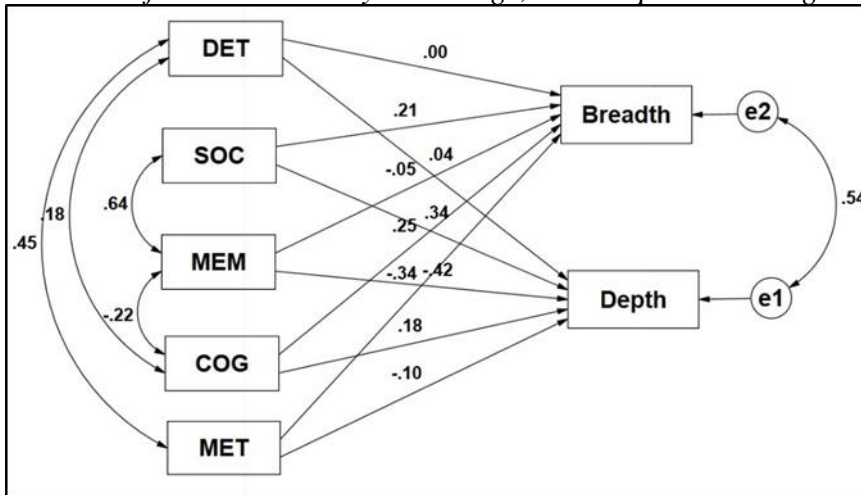 DET
.00
Breadth
e2
.21
SOC
.04
-.05
.64
.54
.18
.34
.25
.45
MEM
-.34
-.42
Depth
e1
-.22
.18
COG
-.10
MET